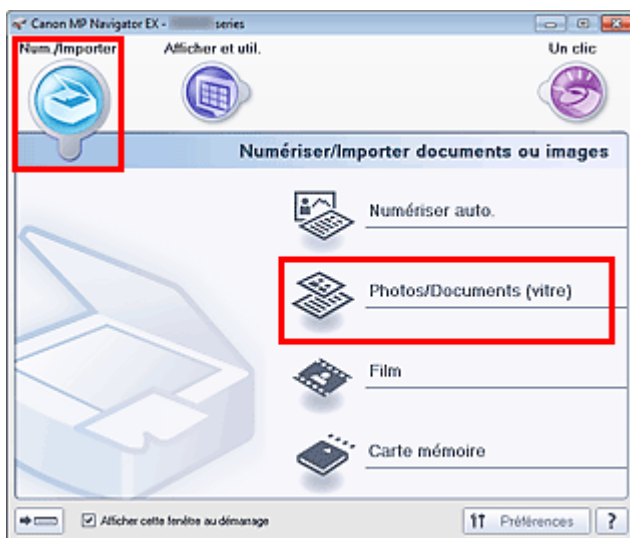 Canon MP Navigator EX - series
Num./Importer
Afficher et util.
Un clic
Numériser/Importer documents ou images
Numériser auto.
Photos/Documents (vitre)
Film
Carte mémoire
Afficher cette fenêtre au démarrage
Préférences
?